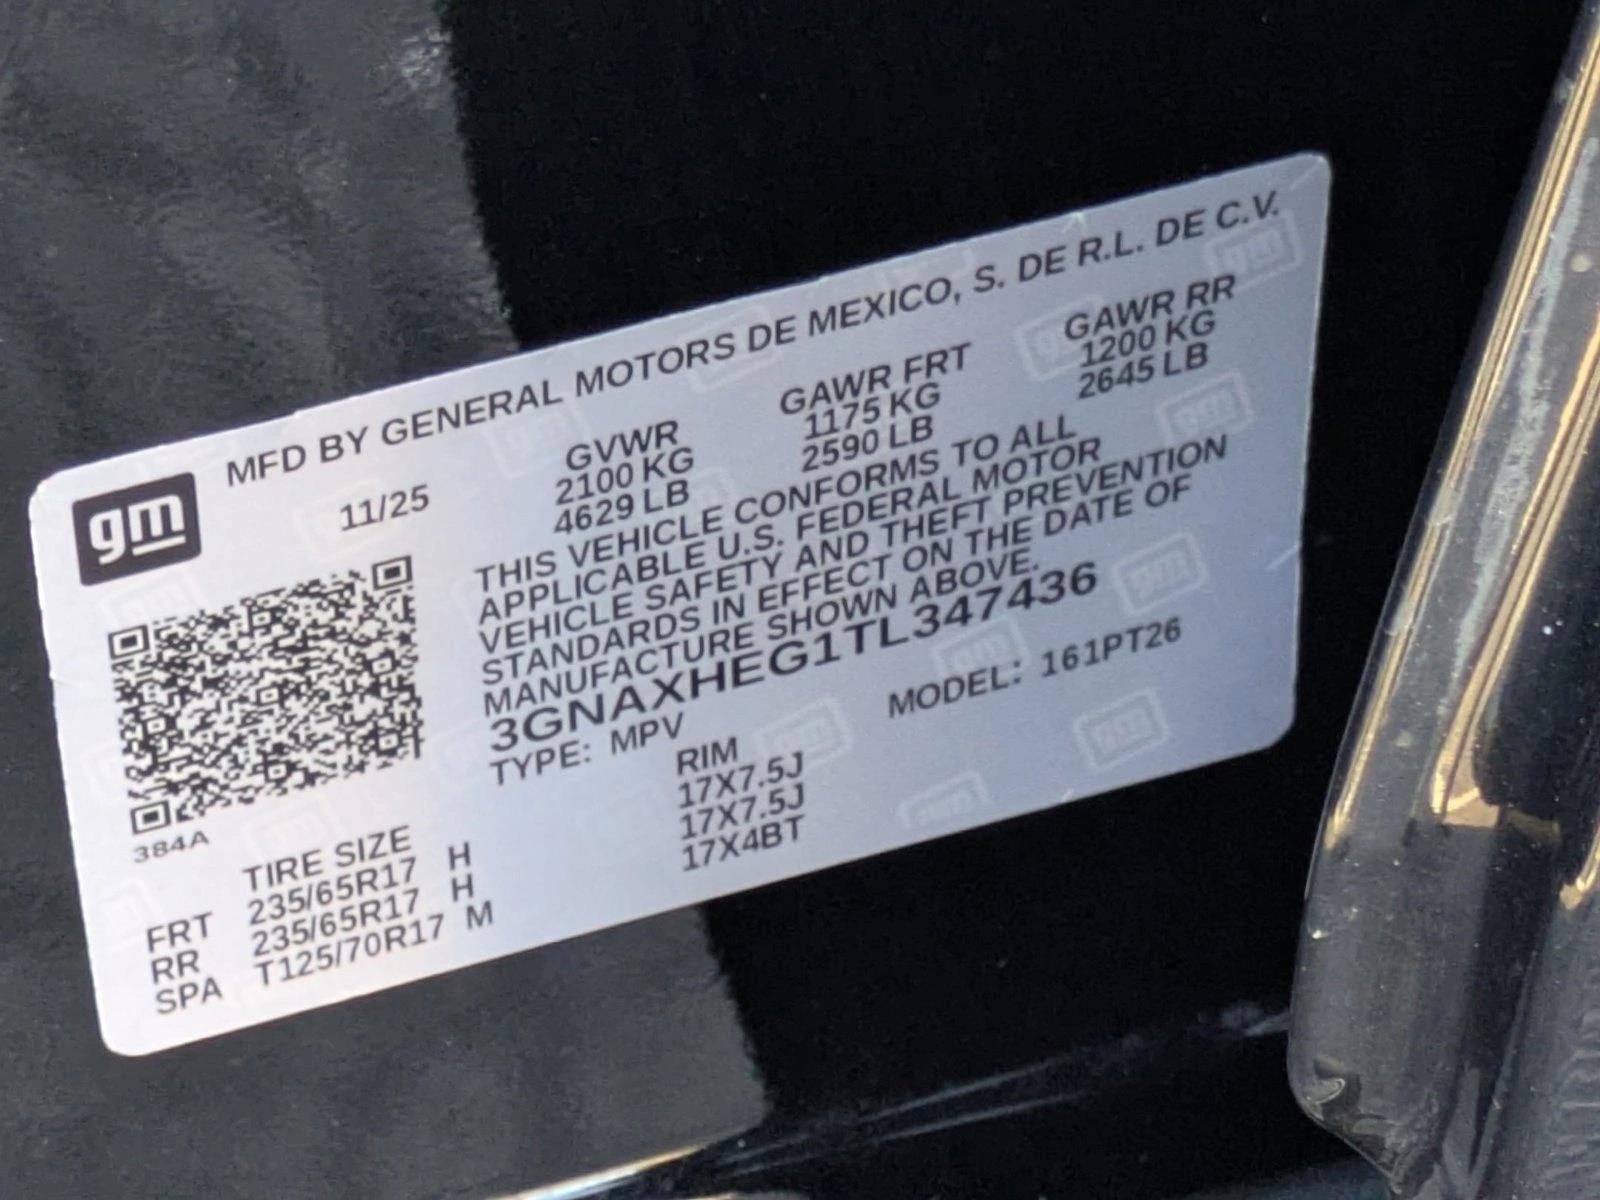 MFD BY GENERAL MOTORS DE MEXICO, S. DE R.L. DE C.V.
gm
11/25
GVWR
2100 KG
4629 LB
GAWR FRT
1175 KG
2590 LB
GAWR RR
1200 KG
2645 LB
THIS VEHICLE CONFORMS TO ALL
APPLICABLE U.S. FEDERAL MOTOR
VEHICLE SAFETY AND THEFT PREVENTION
STANDARDS IN EFFECT ON THE DATE OF
MANUFACTURE SHOWN ABOVE.
3GNAXHEG1TL347436
TYPE: MPV
MODEL: 161PT26
384A
TIRE SIZE
RIM
FRT 235/65R17 H 17X7.5J
RR 235/65R17 H 17X7.5J
SPA T125/70R17 M 17X4BT